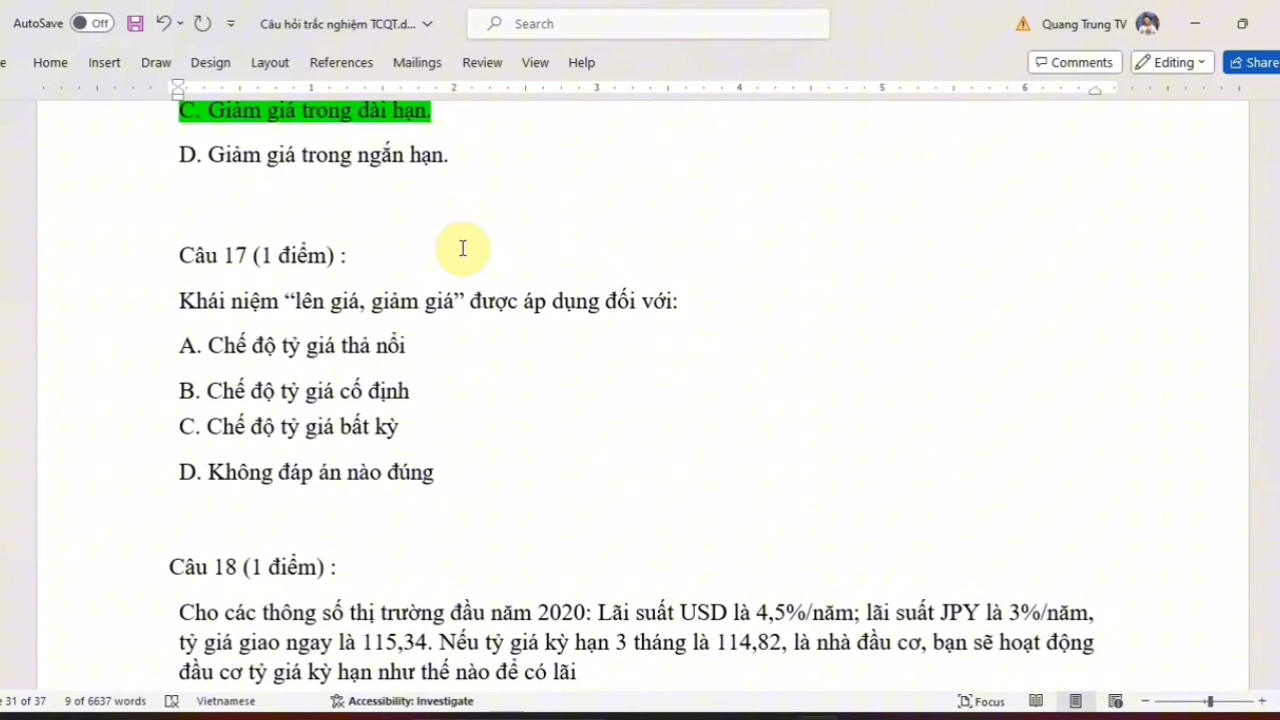 AutoSave Off Câu hỏi trắc nghiệm TCQT.d... Search Quang Trung TV
Home Insert Draw Design Layout References Mailings Review View Help Comments Editing Share
1 2 3 4 5 6
C. Giảm giá trong dài hạn.
D. Giảm giá trong ngắn hạn.
Câu 17 (1 điểm) :
Khái niệm “lên giá, giảm giá” được áp dụng đối với:
A. Chế độ tỷ giá thả nổi
B. Chế độ tỷ giá cố định
C. Chế độ tỷ giá bất kỳ
D. Không đáp án nào đúng
Câu 18 (1 điểm) :
Cho các thông số thị trường đầu năm 2020: Lãi suất USD là 4,5%/năm; lãi suất JPY là 3%/năm,
tỷ giá giao ngay là 115,34. Nếu tỷ giá kỳ hạn 3 tháng là 114,82, là nhà đầu cơ, bạn sẽ hoạt động
đầu cơ tỷ giá kỳ hạn như thế nào để có lãi
e 31 of 37 9 of 6637 words Vietnamese Accessibility: Investigate Focus